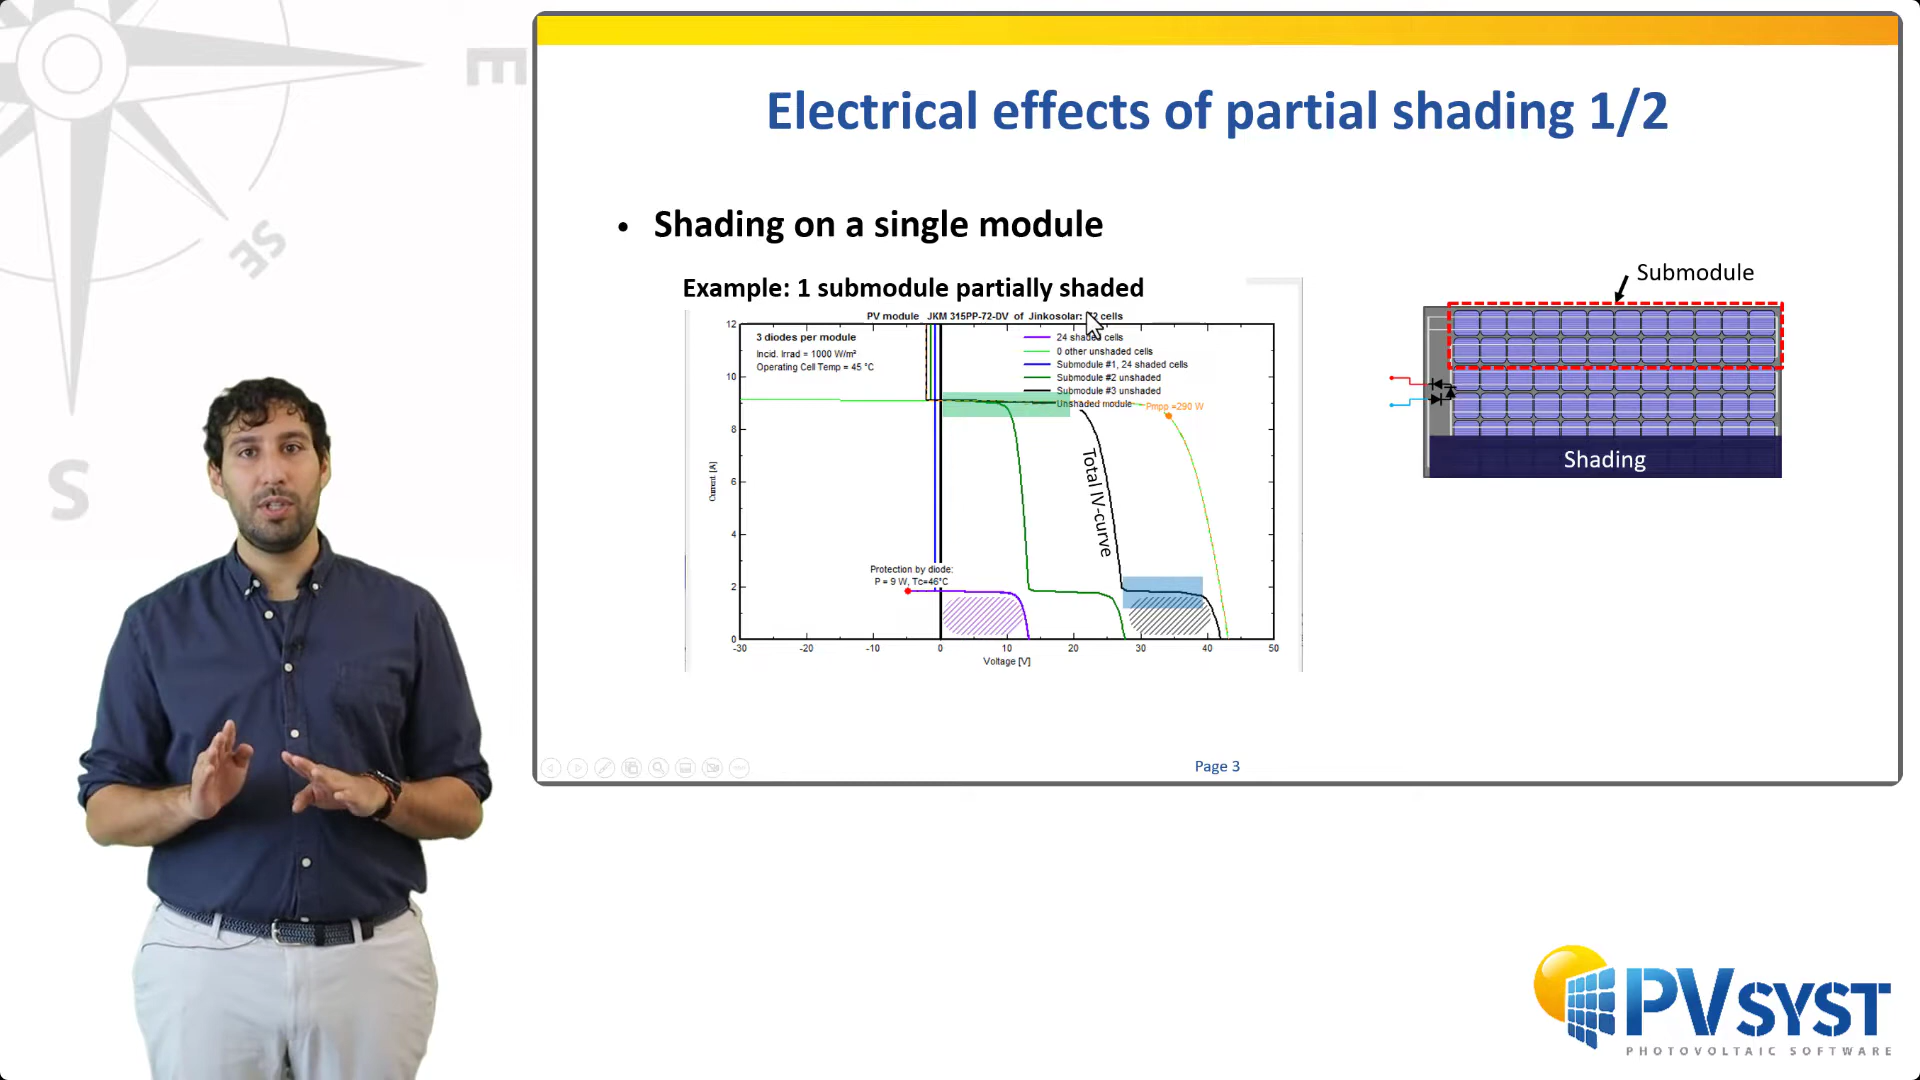 E
SE
S
Electrical effects of partial shading 1/2
• Shading on a single module
Example: 1 submodule partially shaded
PV module JKM 315PP-72-DV of Jinkosolar: cells
12
10
8
6
4
2
0
Current [A]
3 diodes per module
Incid. Irrad = 1000 W/m²
Operating Cell Temp = 45 °C
24 shaded cells
0 other unshaded cells
Submodule #1, 24 shaded cells
Submodule #2 unshaded
Submodule #3 unshaded
Unshaded module
Pmpp =290 W
Total IV-curve
Protection by diode:
P = 9 W, Tc=46°C
-30 -20 -10 0 10 20 30 40 50
Voltage [V]
Submodule
Shading
Page 3
PVSYST
PHOTOVOLTAIC SOFTWARE